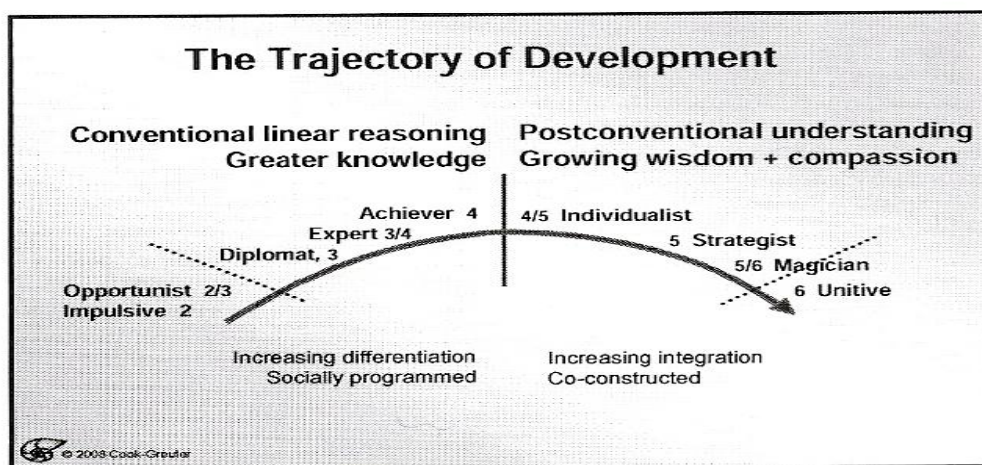 The Trajectory of Development
Conventional linear reasoning
Greater knowledge
Postconventional understanding
Growing wisdom + compassion
Achiever 4
Expert 3/4
Diplomat, 3
Opportunist 2/3
Impulsive 2
4/5 Individualist
5 Strategist
5/6 Magician
6 Unitive
Increasing differentiation
Socially programmed
Increasing integration
Co-constructed
© 2008 Cook-Greuter